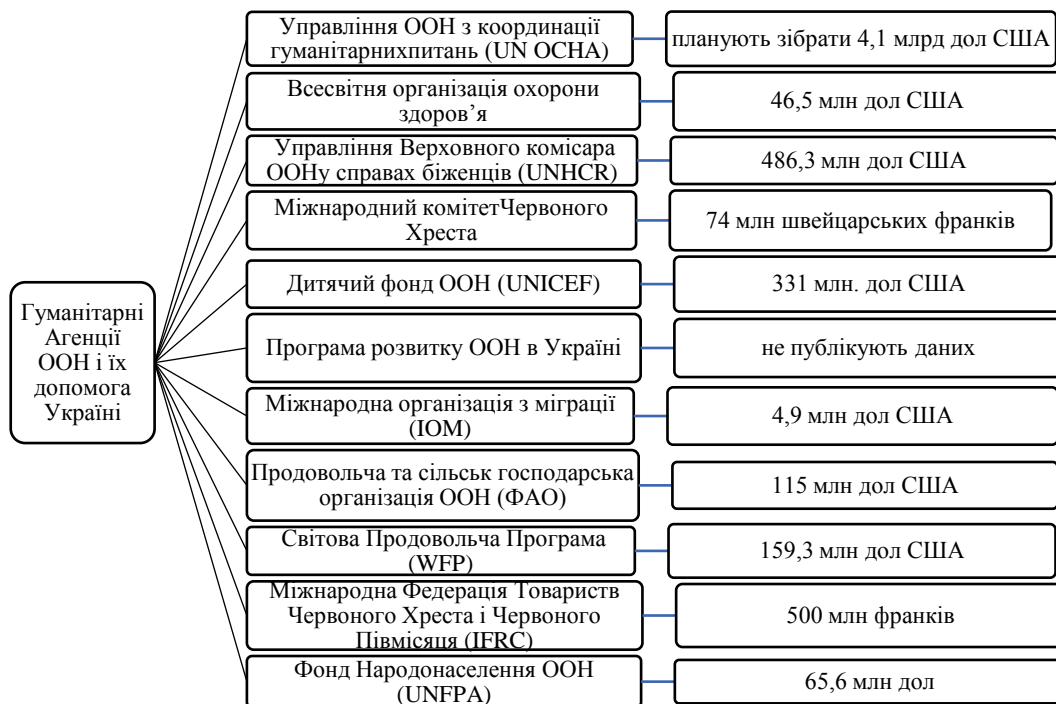 Гуманітарні
Агенції
ООН і їх
допомога
Україні
Управління ООН з координації
гуманітарнихпитань (UN OCHA)
планують зібрати 4,1 млрд дол США
Всесвітня організація охорони
здоров’я
46,5 млн дол США
Управління Верховного комісара
ООНу справах біженців (UNHCR)
486,3 млн дол США
Міжнародний комітетЧервоного
Хреста
74 млн швейцарських франків
Дитячий фонд ООН (UNICEF)
331 млн. дол США
Програма розвитку ООН в Україні
не публікують даних
Міжнародна організація з міграції
(IOM)
4,9 млн дол США
Продовольча та сільськ господарська
організація ООН (ФАО)
115 млн дол США
Світова Продовольча Програма
(WFP)
159,3 млн дол США
Міжнародна Федерація Товариств
Червоного Хреста і Червоного
Півмісяця (IFRC)
500 млн франків
Фонд Народонаселення ООН
(UNFPA)
65,6 млн дол